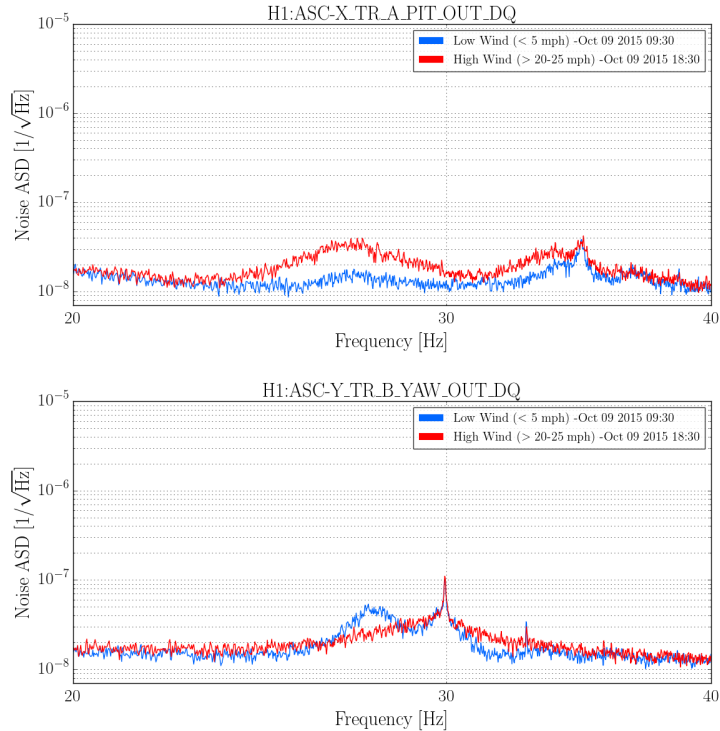 H1:ASC-X_TR_A_PIT_OUT_DQ
10⁻⁵
10⁻⁶
10⁻⁷
10⁻⁸
Noise ASD [1/√Hz]
Low Wind (< 5 mph) -Oct 09 2015 09:30
High Wind (> 20-25 mph) -Oct 09 2015 18:30
20 30 40
Frequency [Hz]
H1:ASC-Y_TR_B_YAW_OUT_DQ
10⁻⁵
10⁻⁶
10⁻⁷
10⁻⁸
Noise ASD [1/√Hz]
Low Wind (< 5 mph) -Oct 09 2015 09:30
High Wind (> 20-25 mph) -Oct 09 2015 18:30
20 30 40
Frequency [Hz]